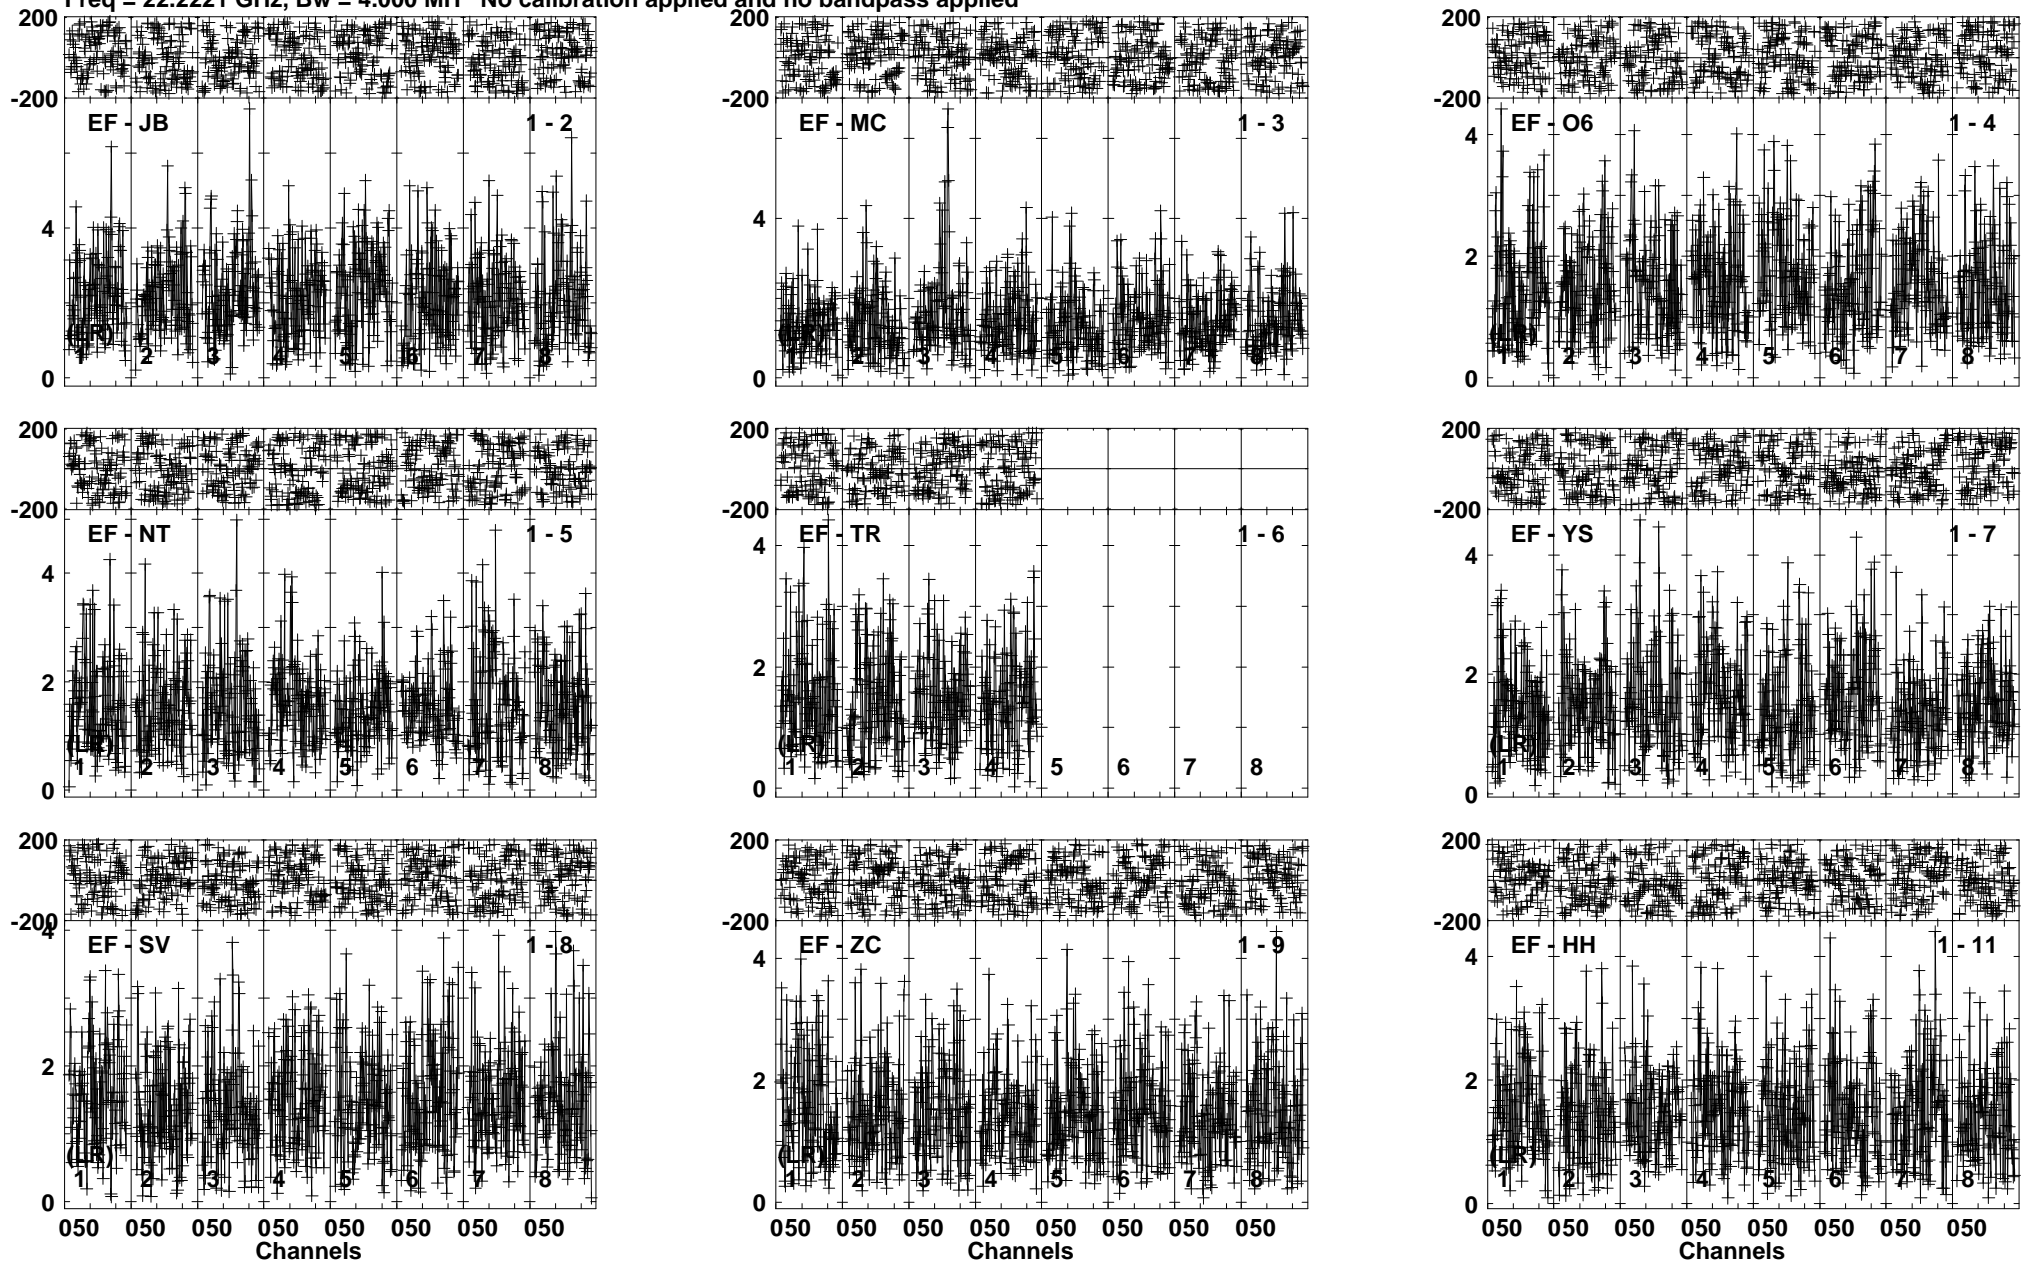 Freq = 22.2221 GHz, Bw = 4.000 MH No calibration applied and no bandpass applied
200 200 200
-200 -200 -200
EF - JB 1 - 2 EF - MC 1 - 3 EF - O6 1 - 4
4 4 4
2
(LR) (LR) (LR)
1 2 3 4 5 6 7 8 1 2 3 4 5 6 7 8 1 2 3 4 5 6 7 8
0 0 0
200 200 200
-200 -200 -200
EF - NT 1 - 5 EF - TR 1 - 6 EF - YS 1 - 7
4 4 4
2 2 2
(LR) (LR) (LR)
1 2 3 4 5 6 7 8 1 2 3 4 5 6 7 8 1 2 3 4 5 6 7 8
0 0 0
200 200 200
-200 -200 -200
4
EF - SV 1 - 8 EF - ZC 1 - 9 EF - HH 1 - 11
4 4
2 2 2
(LR) (LR) (LR)
1 2 3 4 5 6 7 8 1 2 3 4 5 6 7 8 1 2 3 4 5 6 7 8
0 0 0
050 050 050 050 050 050 050 050 050 050 050 050 050 050 050 050 050 050 050 050 050 050 050 050
Channels Channels Channels